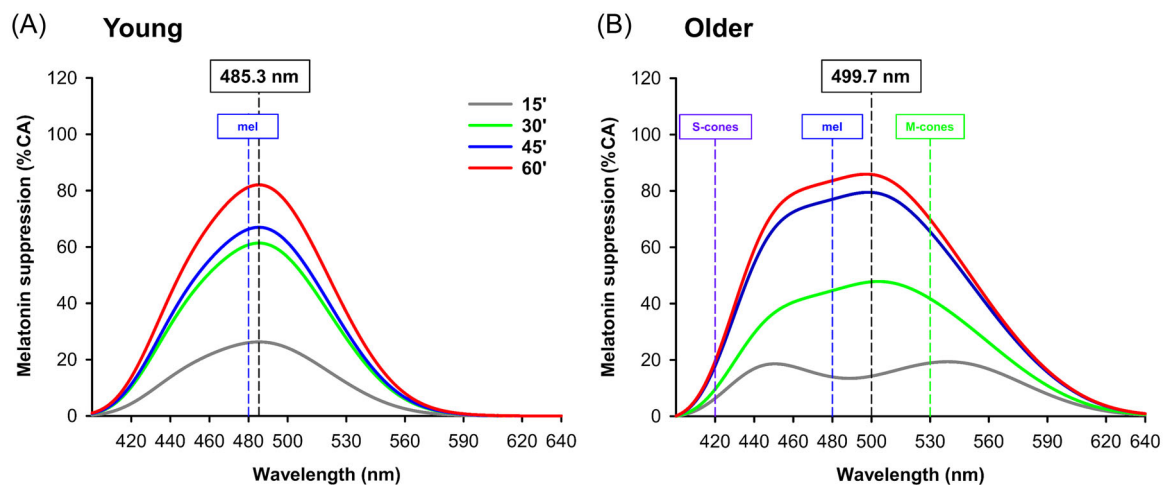 (A) Young
485.3 nm
mel
15'
30'
45'
60'
Melatonin suppression (%CA)
120
100
80
60
40
20
0
420 440 460 480 500 530 560 590 620 640
Wavelength (nm)
(B) Older
499.7 nm
S-cones
mel
M-cones
Melatonin suppression (%CA)
120
100
80
60
40
20
0
420 440 460 480 500 530 560 590 620 640
Wavelength (nm)